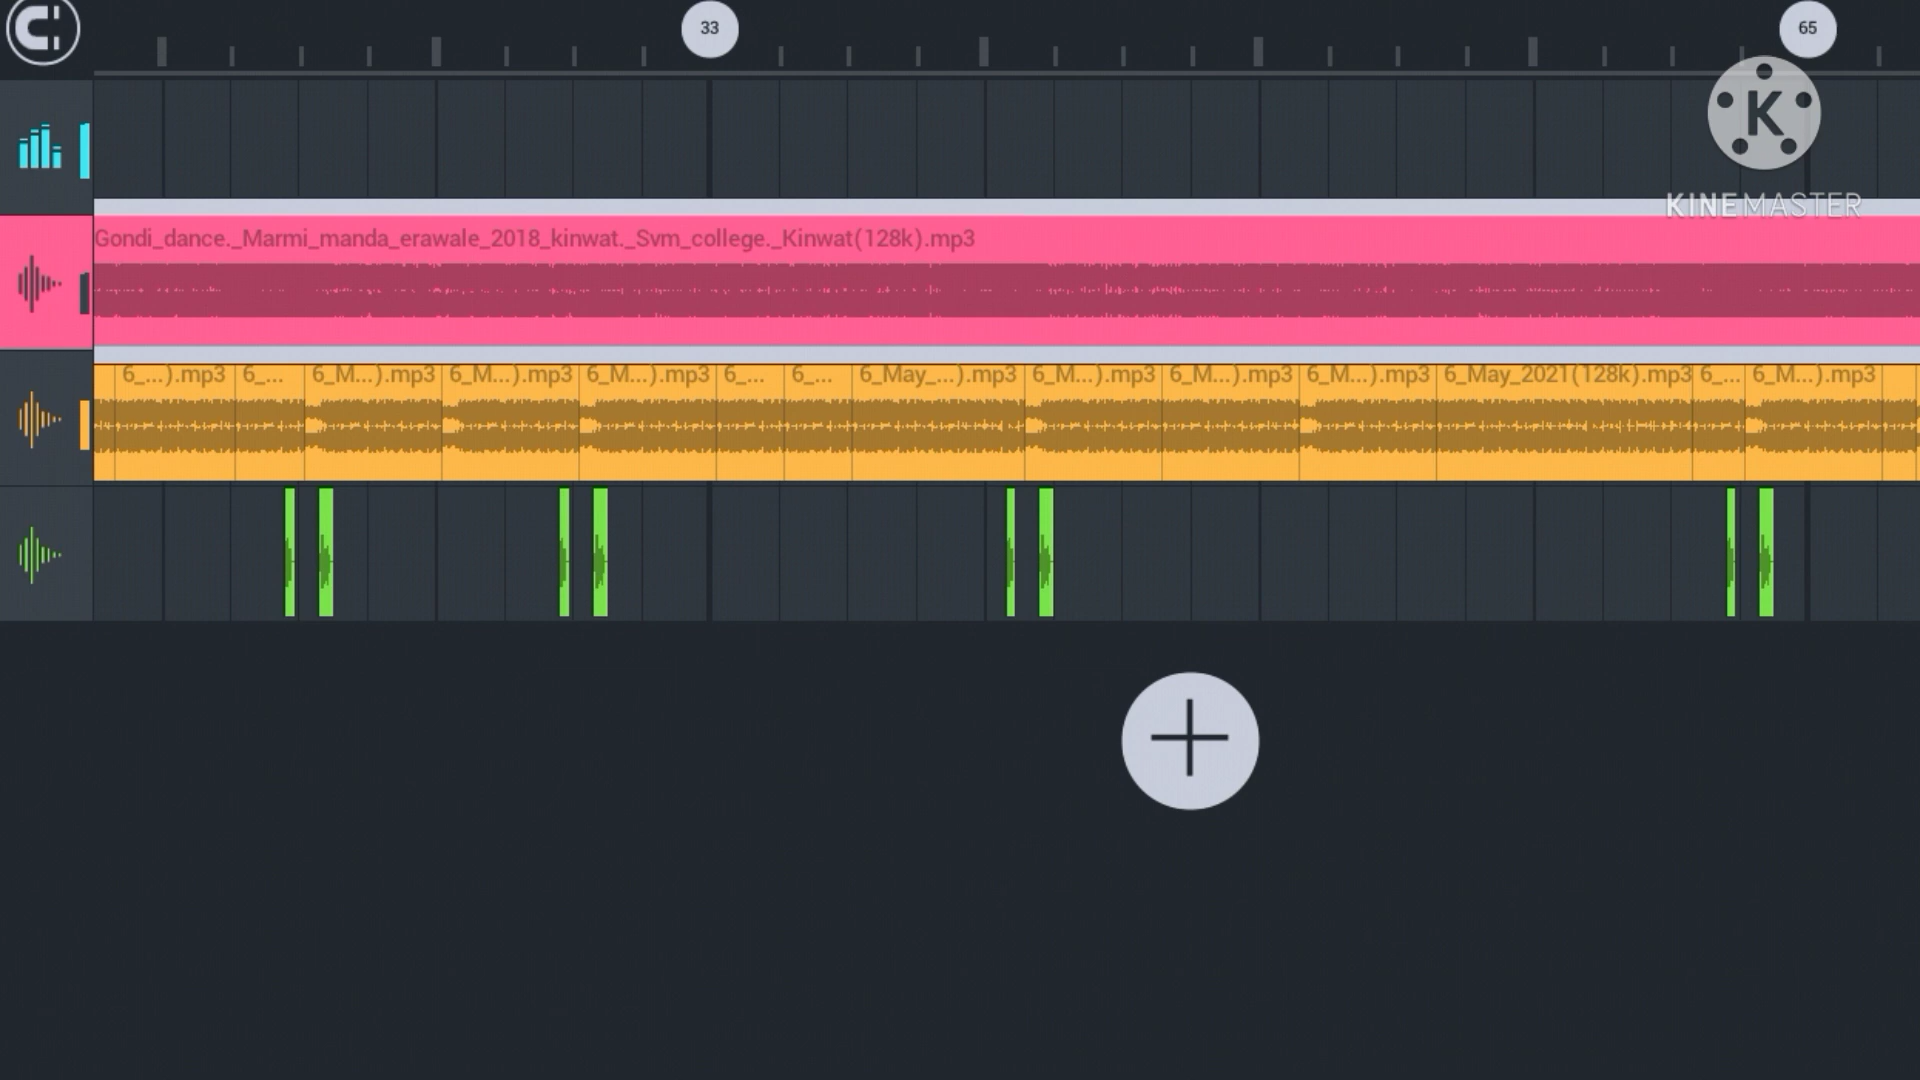 33
65
K
KINEMASTER
Gondi_dance._Marmi_manda_erawale_2018_kinwat._Svm_college._Kinwat(128k).mp3
6_...).mp3 6_... 6_M...).mp3 6_M...).mp3 6_M...).mp3 6_... 6_... 6_May_...).mp3 6_M...).mp3 6_M...).mp3 6_M...).mp3 6_May_2021(128k).mp3 6_... 6_M...).mp3